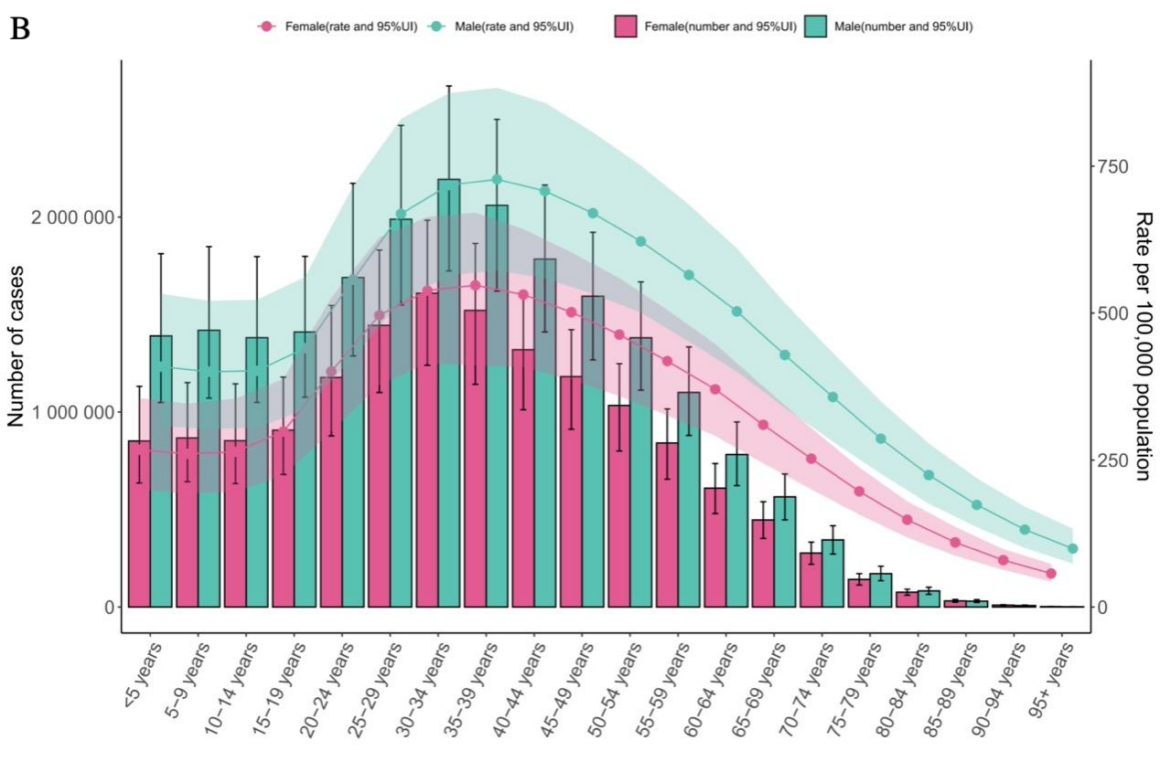 B
Female(rate and 95%UI) Male(rate and 95%UI) Female(number and 95%UI) Male(number and 95%UI)
Number of cases
2 000 000
1 000 000
0
750
500
250
0
Rate per 100,000 population
<5 years
5–9 years
10–14 years
15–19 years
20–24 years
25–29 years
30–34 years
35–39 years
40–44 years
45–49 years
50–54 years
55–59 years
60–64 years
65–69 years
70–74 years
75–79 years
80–84 years
85–89 years
90–94 years
95+ years